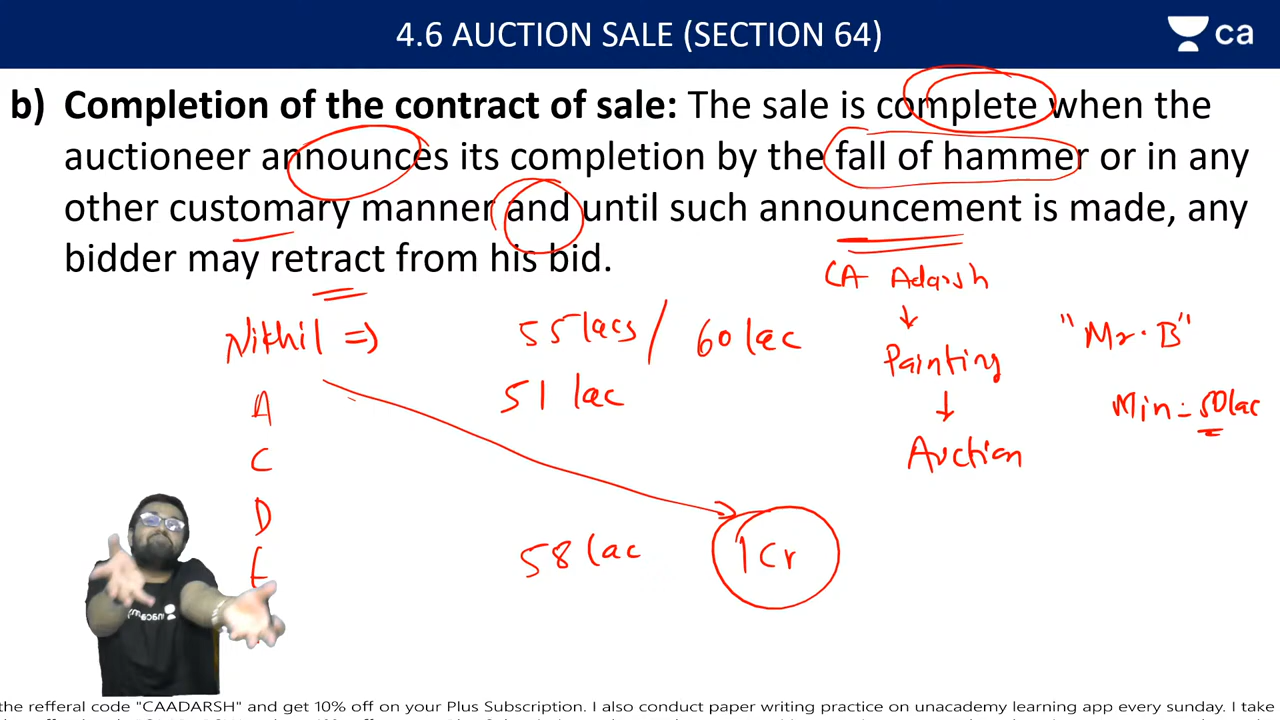 4.6 AUCTION SALE (SECTION 64)
ca
b) Completion of the contract of sale: The sale is complete when the
auctioneer announces its completion by the fall of hammer or in any
other customary manner and until such announcement is made, any
bidder may retract from his bid.
CA Adarsh
Nikhil => 55 lacs / 60 lac
"Mr. B"
Painting
A 51 lac
Min = 50 lac
C
Auction
D
E 58 lac 1 Cr
the refferal code "CAADARSH" and get 10% off on your Plus Subscription. I also conduct paper writing practice on unacademy learning app every sunday. I take